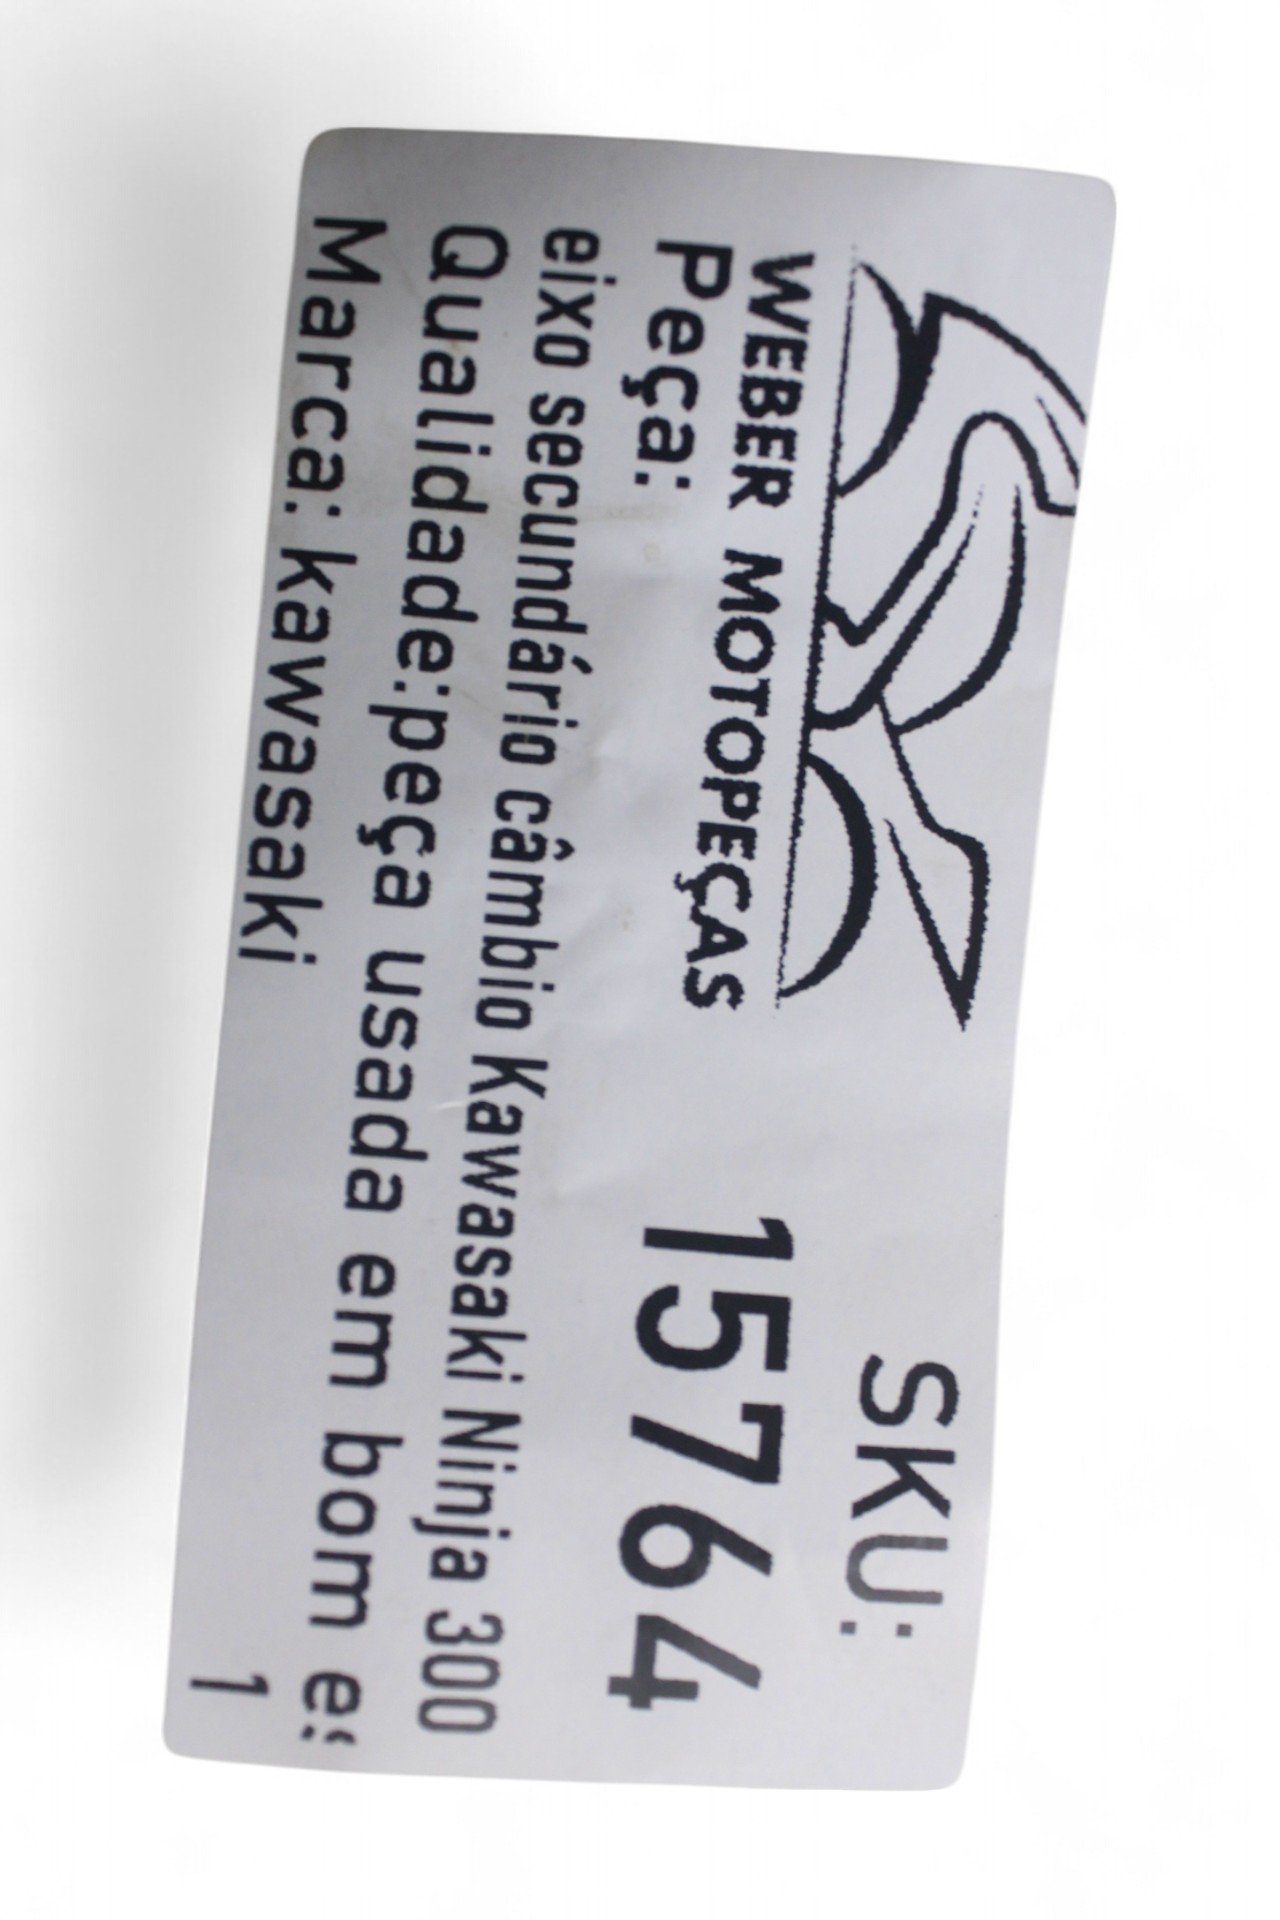 WEBER MOTOPEÇAS
SKU:
15764
Peça:
eixo secundário câmbio Kawasaki Ninja 300
Qualidade:peça usada em bom e
Marca: kawasaki
1